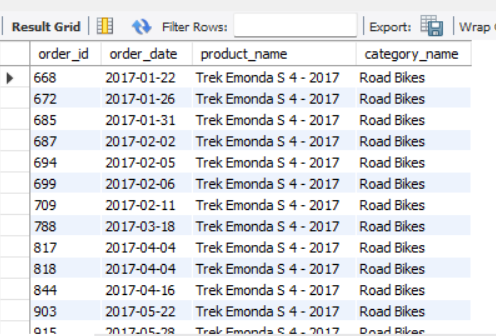 Result Grid Filter Rows: Export: Wrap
order_id order_date product_name category_name
668 2017-01-22 Trek Emonda S 4 - 2017 Road Bikes
672 2017-01-26 Trek Emonda S 4 - 2017 Road Bikes
685 2017-01-31 Trek Emonda S 4 - 2017 Road Bikes
687 2017-02-02 Trek Emonda S 4 - 2017 Road Bikes
694 2017-02-05 Trek Emonda S 4 - 2017 Road Bikes
699 2017-02-06 Trek Emonda S 4 - 2017 Road Bikes
709 2017-02-11 Trek Emonda S 4 - 2017 Road Bikes
788 2017-03-18 Trek Emonda S 4 - 2017 Road Bikes
817 2017-04-04 Trek Emonda S 4 - 2017 Road Bikes
818 2017-04-04 Trek Emonda S 4 - 2017 Road Bikes
844 2017-04-16 Trek Emonda S 4 - 2017 Road Bikes
903 2017-05-22 Trek Emonda S 4 - 2017 Road Bikes
915 2017-05-28 Trek Emonda S 4 - 2017 Road Bikes